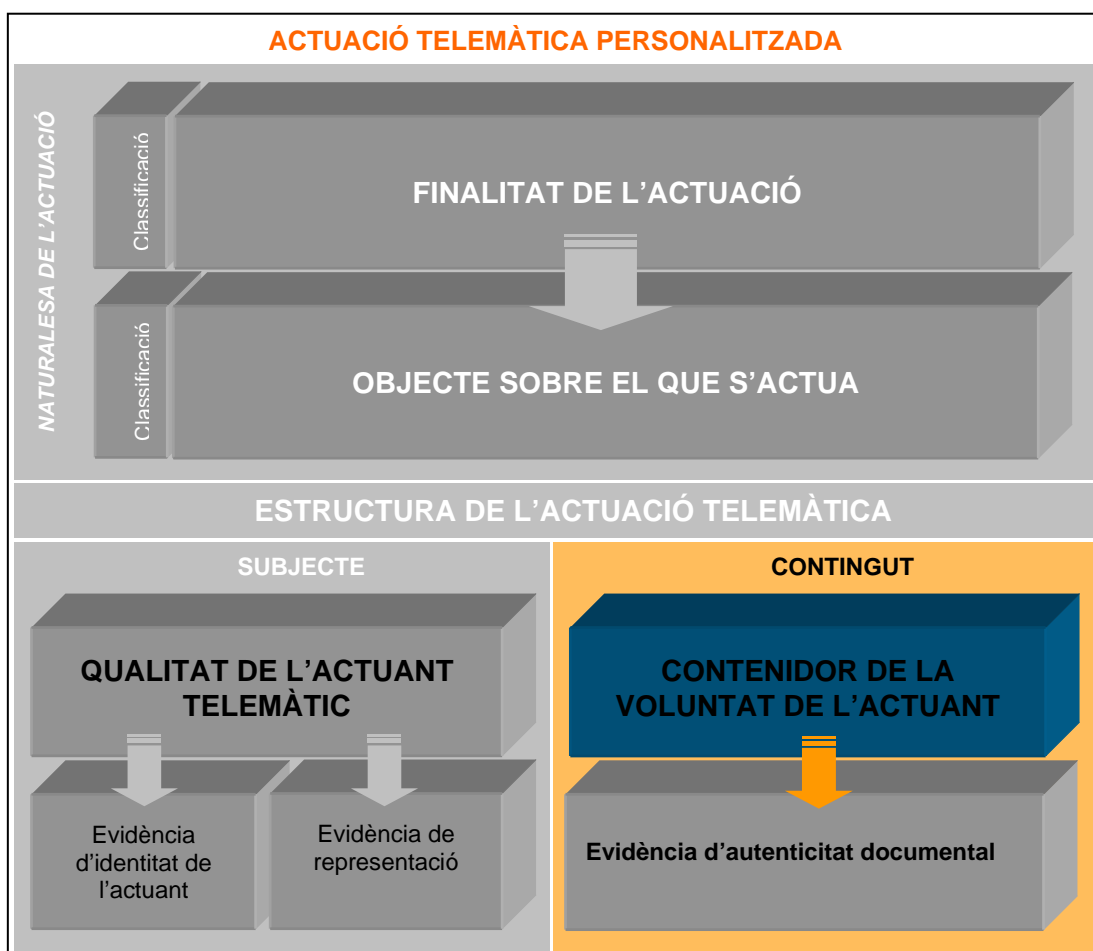 ACTUACIÓ TELEMÀTICA PERSONALITZADA
NATURALESA DE L'ACTUACIÓ
Classificació
FINALITAT DE L'ACTUACIÓ
Classificació
OBJECTE SOBRE EL QUE S'ACTUA
ESTRUCTURA DE L'ACTUACIÓ TELEMÀTICA
SUBJECTE
QUALITAT DE L'ACTUANT
TELEMÀTIC
Evidència
d'identitat de
l'actuant
Evidència de
representació
CONTINGUT
CONTENIDOR DE LA
VOLUNTAT DE L'ACTUANT
Evidència d'autenticitat documental